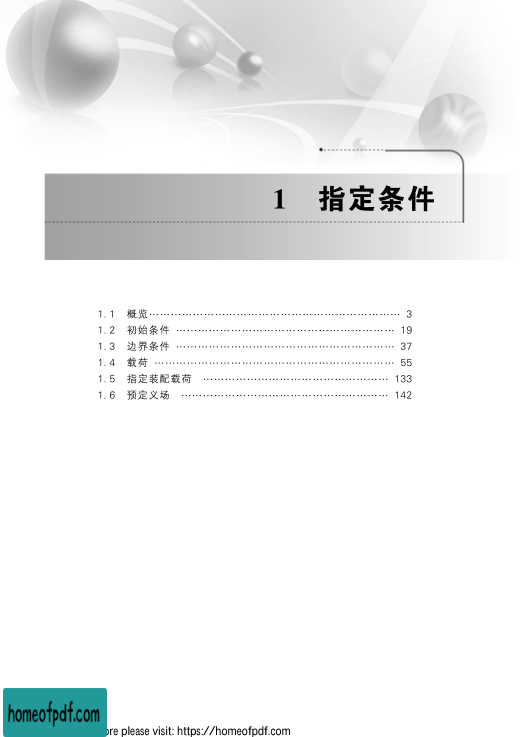 1 指定条件
1.1 概览…………………………………………………………… 3
1.2 初始条件 …………………………………………………… 19
1.3 边界条件 …………………………………………………… 37
1.4 载荷 ………………………………………………………… 55
1.5 指定装配载荷 …………………………………………… 133
1.6 预定义场 ………………………………………………… 142
homeofpdf.com
ore please visit: https://homeofpdf.com